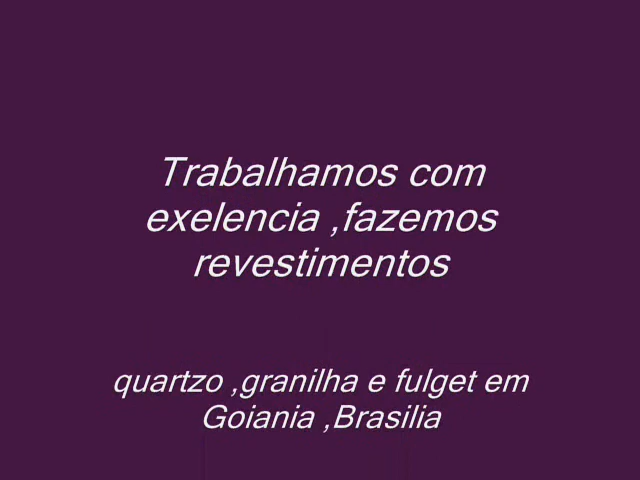 Trabalhamos com
exelencia ,fazemos
revestimentos
quartzo ,granilha e fulget em
Goiania ,Brasilia